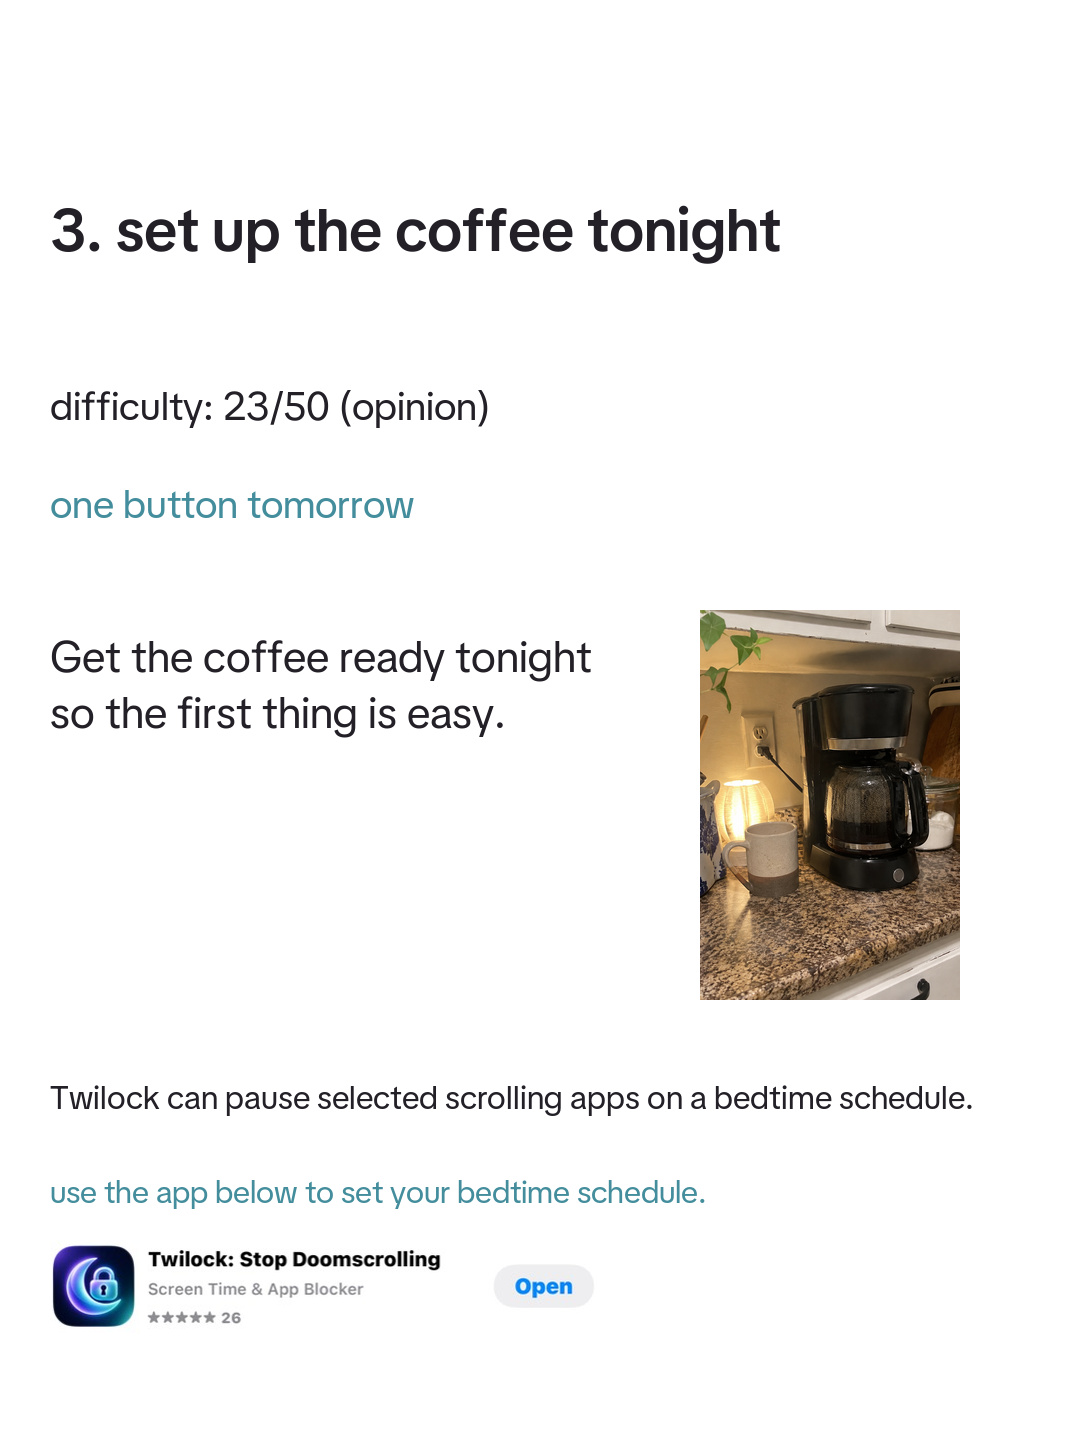 3. set up the coffee tonight
difficulty: 23/50 (opinion)
one button tomorrow
Get the coffee ready tonight
so the first thing is easy.
Twilock can pause selected scrolling apps on a bedtime schedule.
use the app below to set your bedtime schedule.
Twilock: Stop Doomscrolling
Screen Time & App Blocker
★★★★★ 26
Open